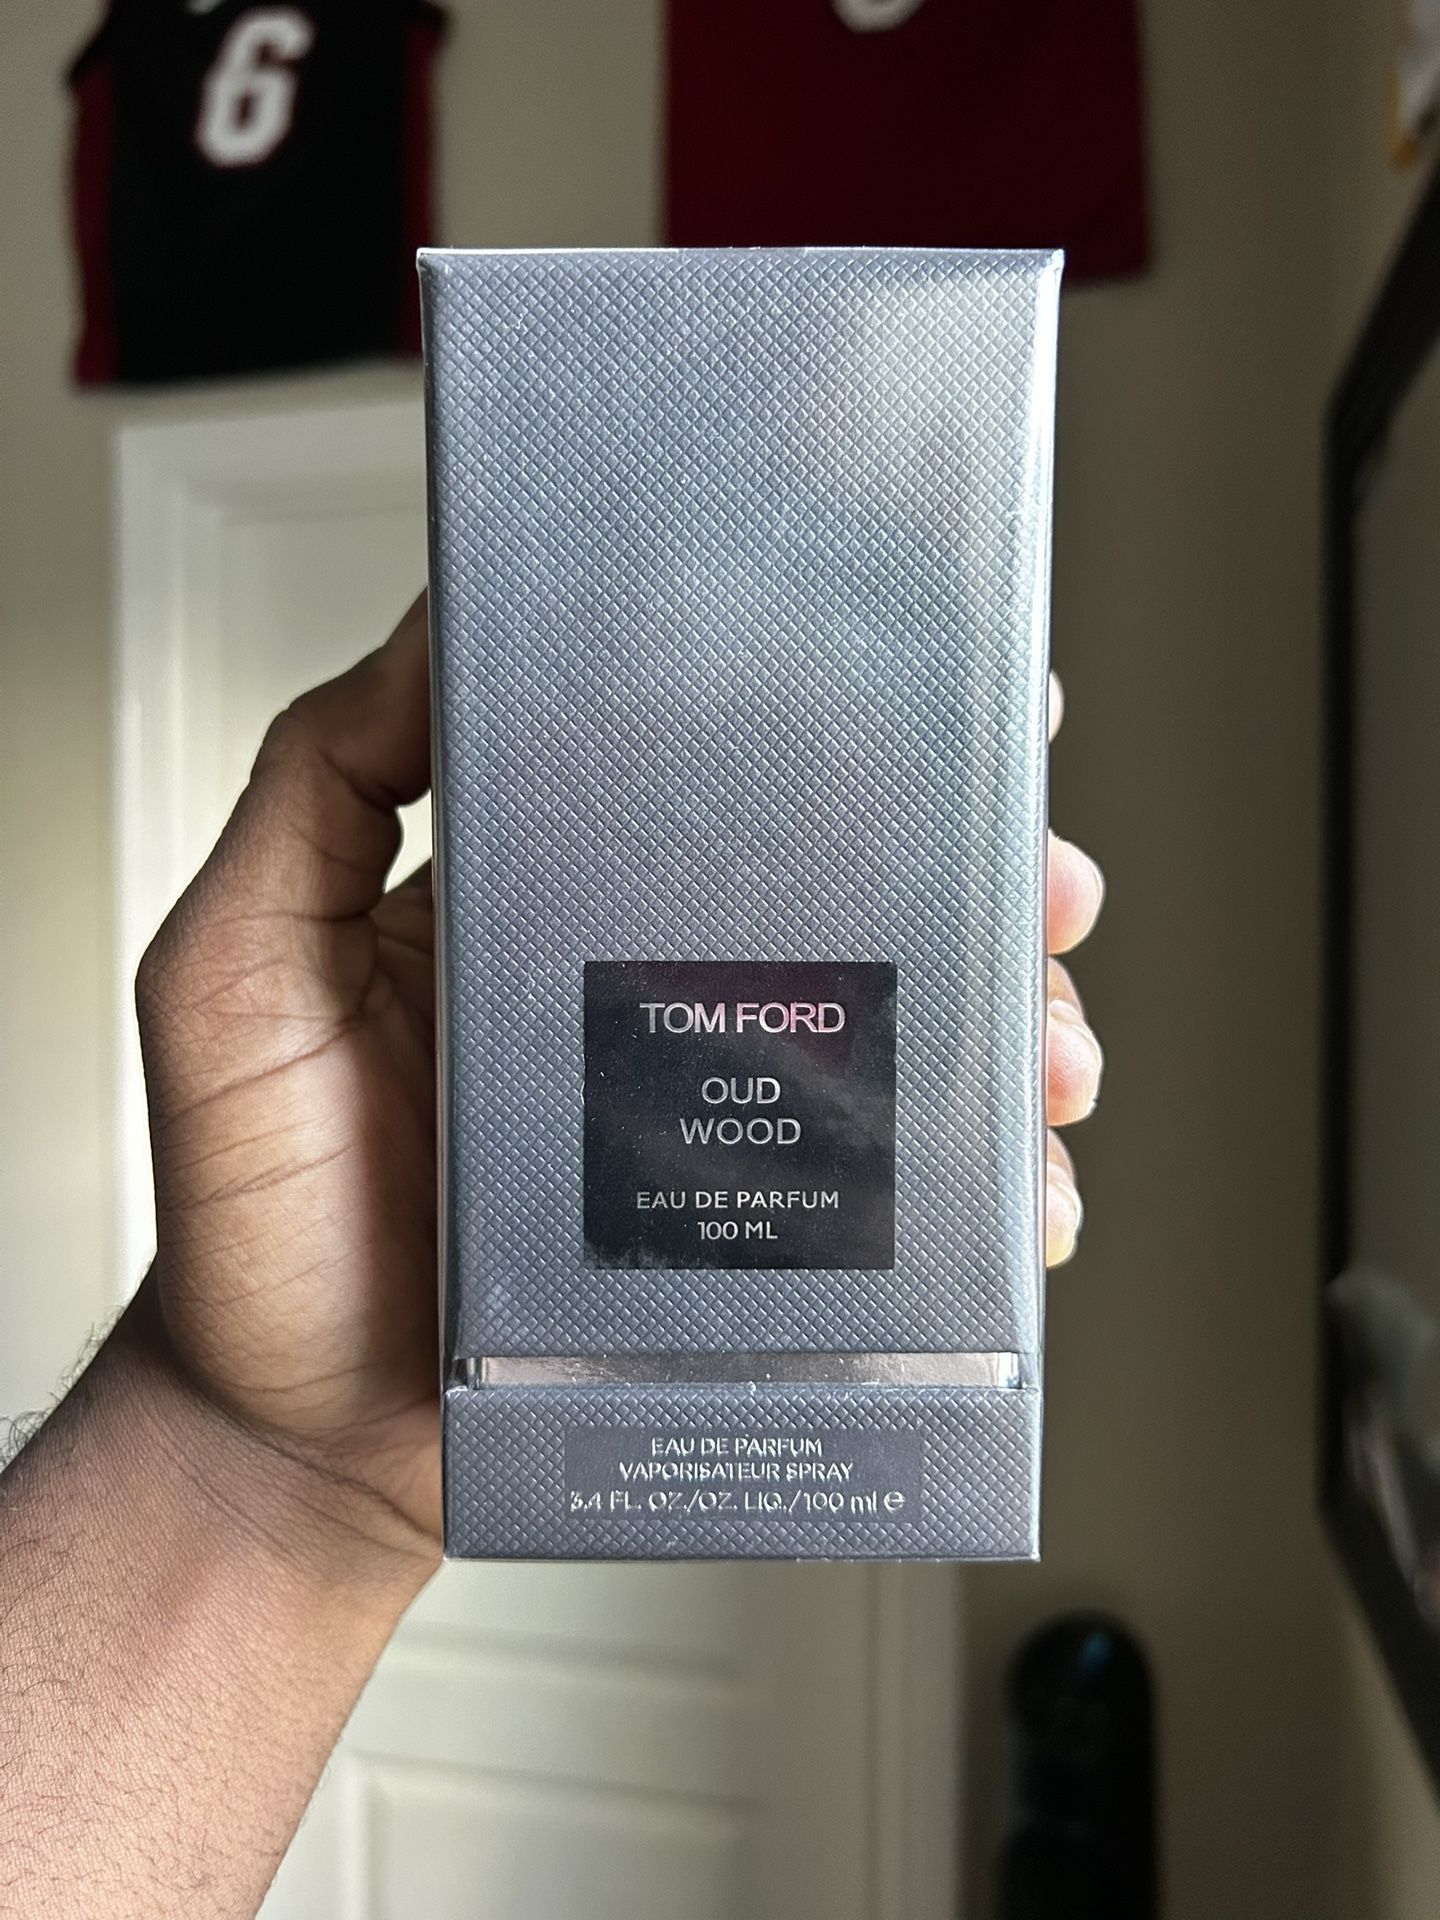 6
TOM FORD
OUD
WOOD
EAU DE PARFUM
100 ML
EAU DE PARFUM
VAPORISATEUR SPRAY
3.4 FL. OZ./OZ. LIQ./100 ml ℮